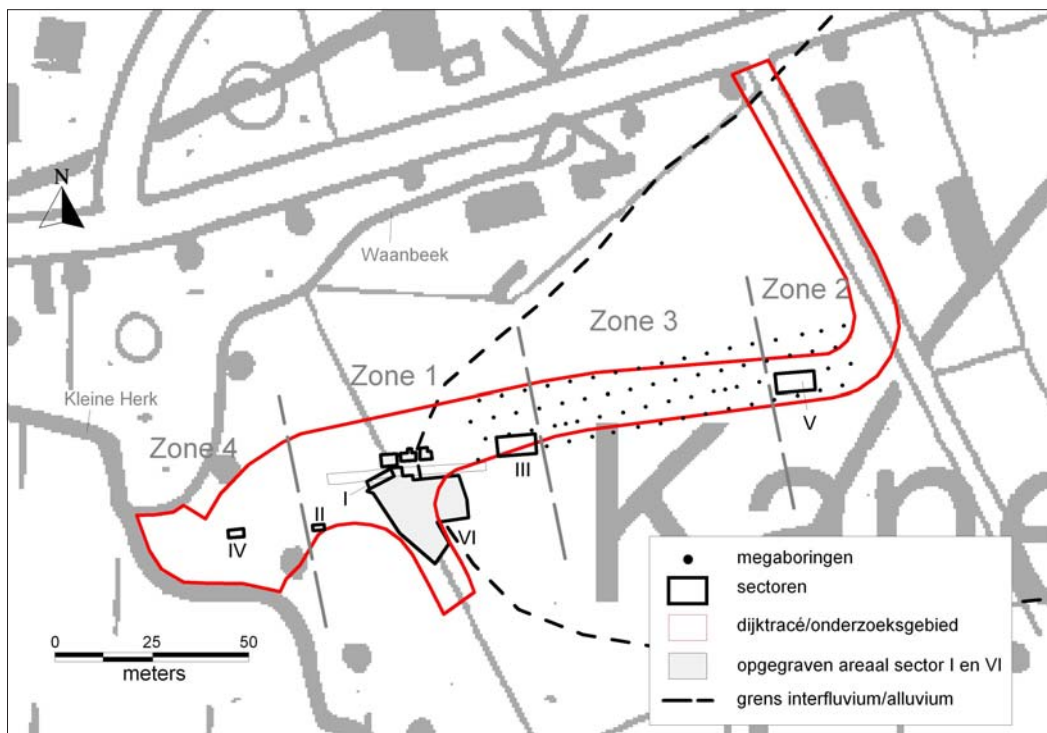 N
Waanbeek
Zone 2
Zone 3
Zone 1
Kleine Herk
Zone 4
V
III
I
II
VI
IV
Kane
0 25 50
meters
megaboringen
sectoren
dijktracé/onderzoeksgebied
opgegraven areaal sector I en VI
grens interfluvium/alluvium